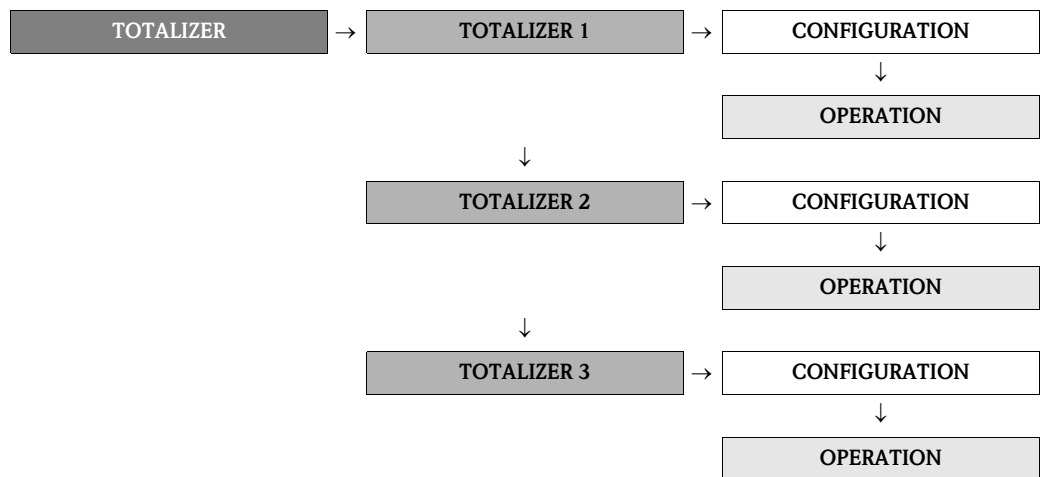 TOTALIZER → TOTALIZER 1 → CONFIGURATION
↓
OPERATION
↓
TOTALIZER 2 → CONFIGURATION
↓
OPERATION
↓
TOTALIZER 3 → CONFIGURATION
↓
OPERATION